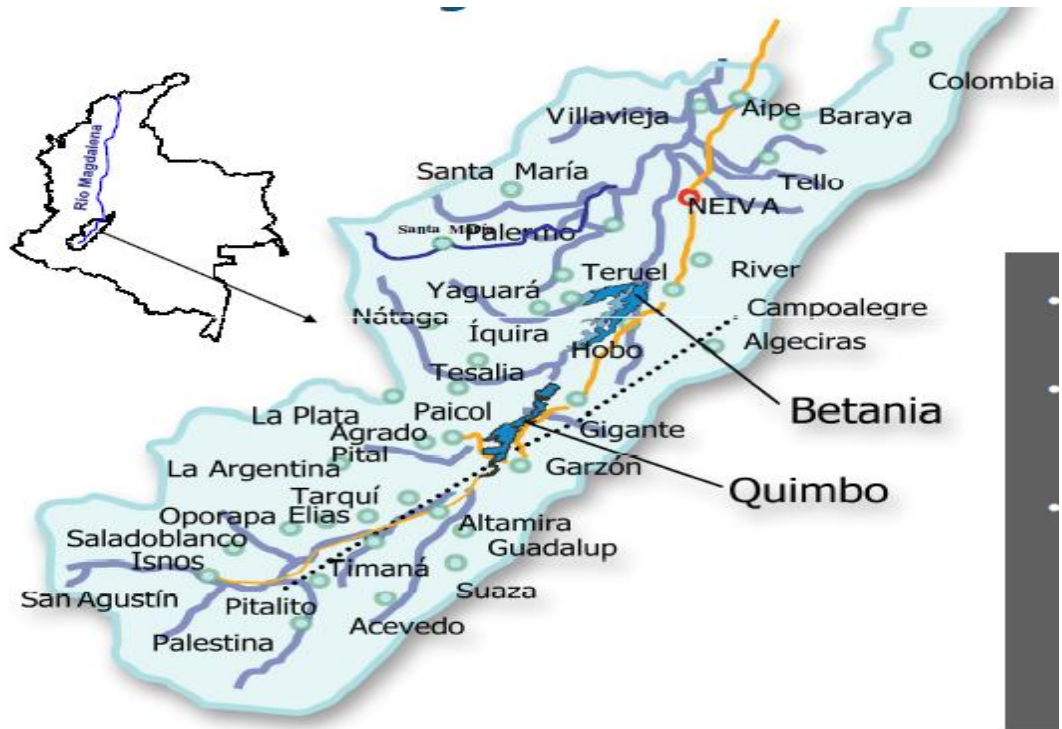 Colombia
Villavieja
Aipe
Baraya
Río Magdalena
Santa María
Tello
NEIVA
Palermo
Teruel
River
Yaguará
Campoalegre
Nátaga
Íquira
Hobo
Algeciras
Tesalia
Betania
La Plata
Paicol
Agrado
Gigante
Pital
La Argentina
Garzón
Quimbo
Tarquí
Oporapa
Elias
Altamira
Saladoblanco
Guadalup
Isnos
Timaná
Suaza
San Agustín
Pitalito
Acevedo
Palestina